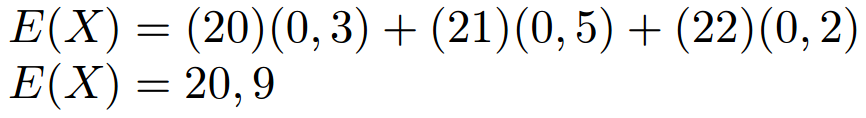 E(X) = (20)(0, 3) + (21)(0, 5) + (22)(0, 2)
E(X) = 20, 9